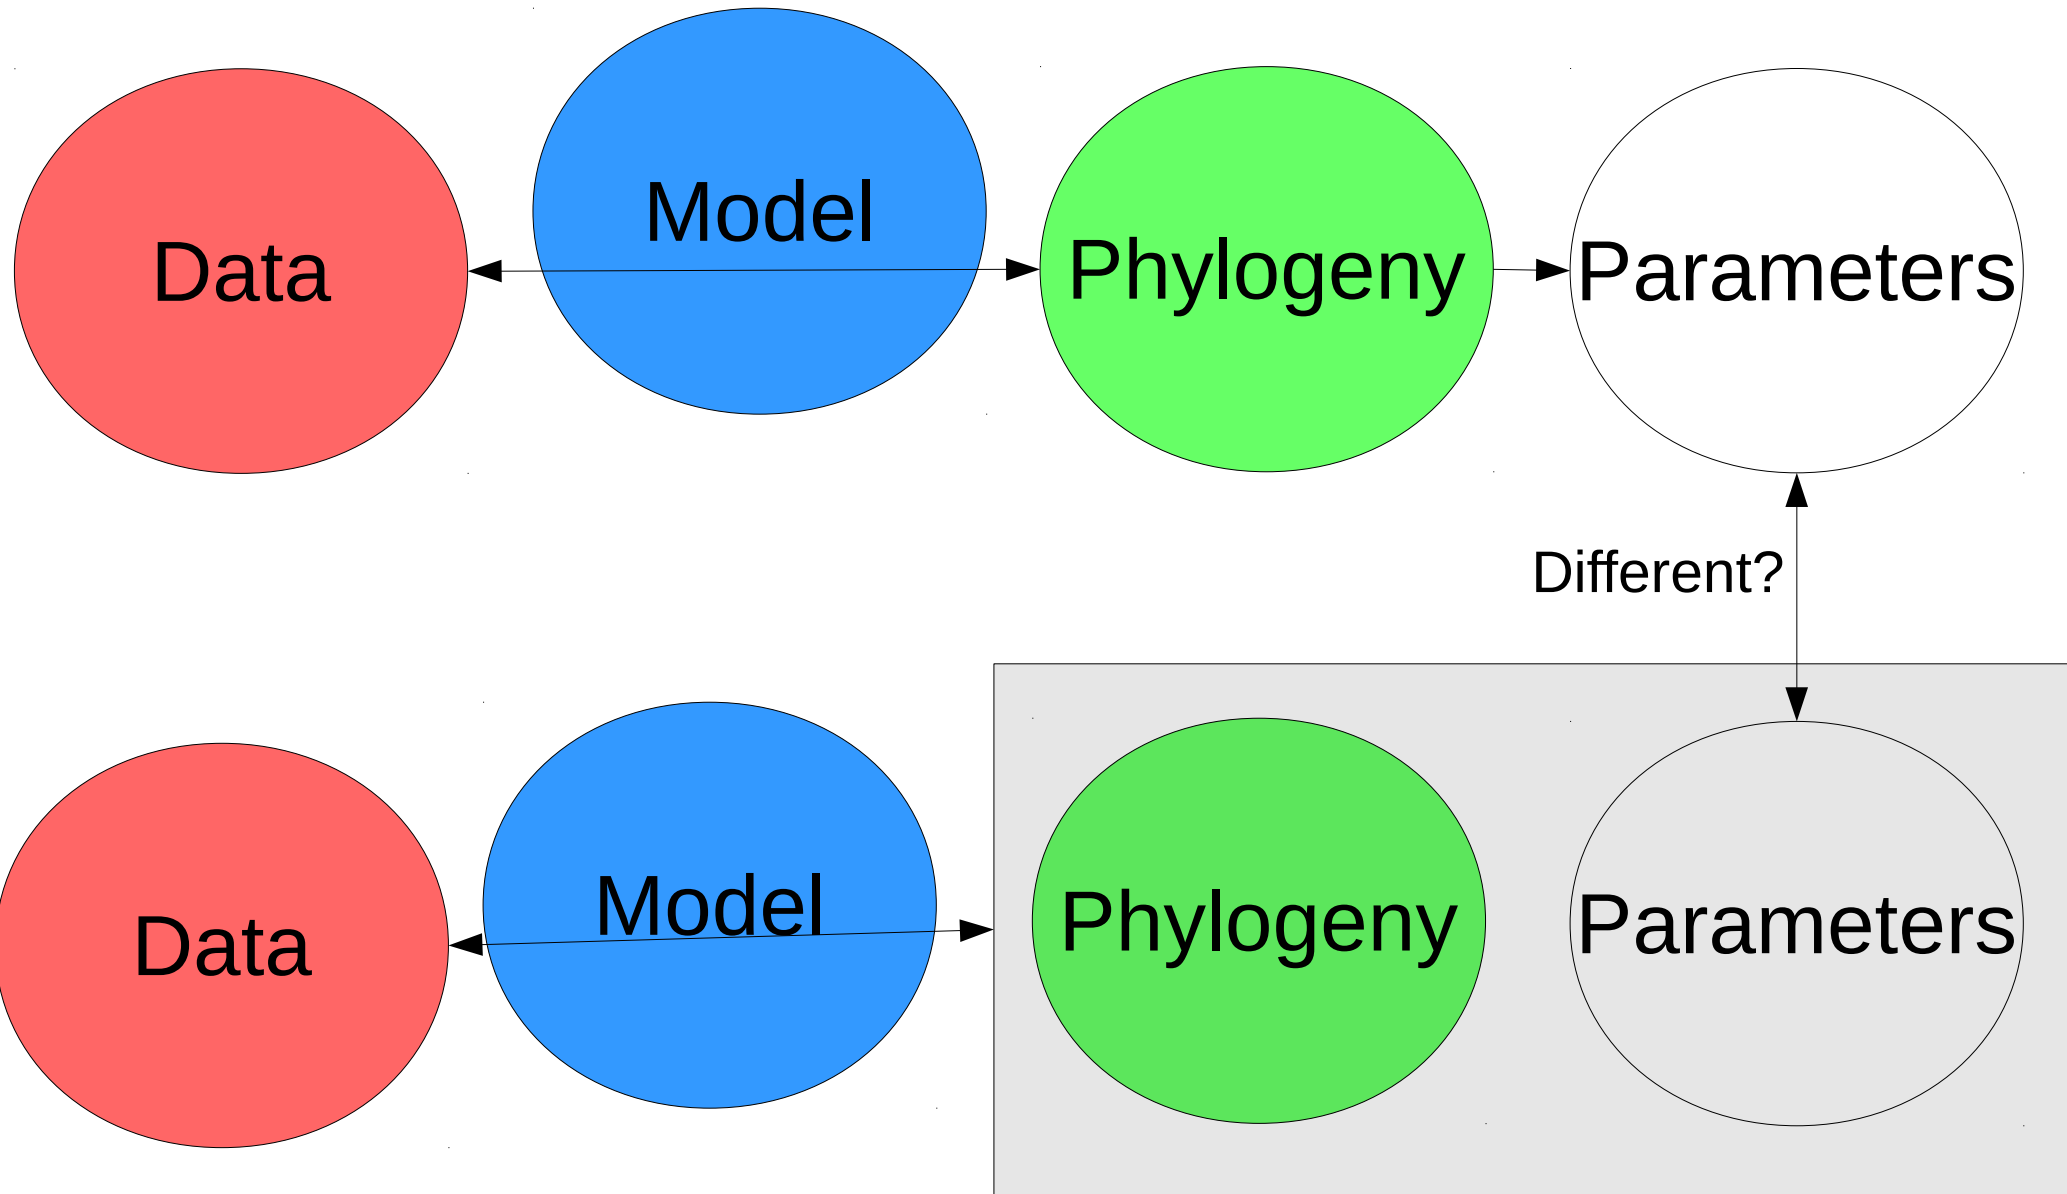 Data
Model
Phylogeny
Parameters
Different?
Data
Model
Phylogeny
Parameters